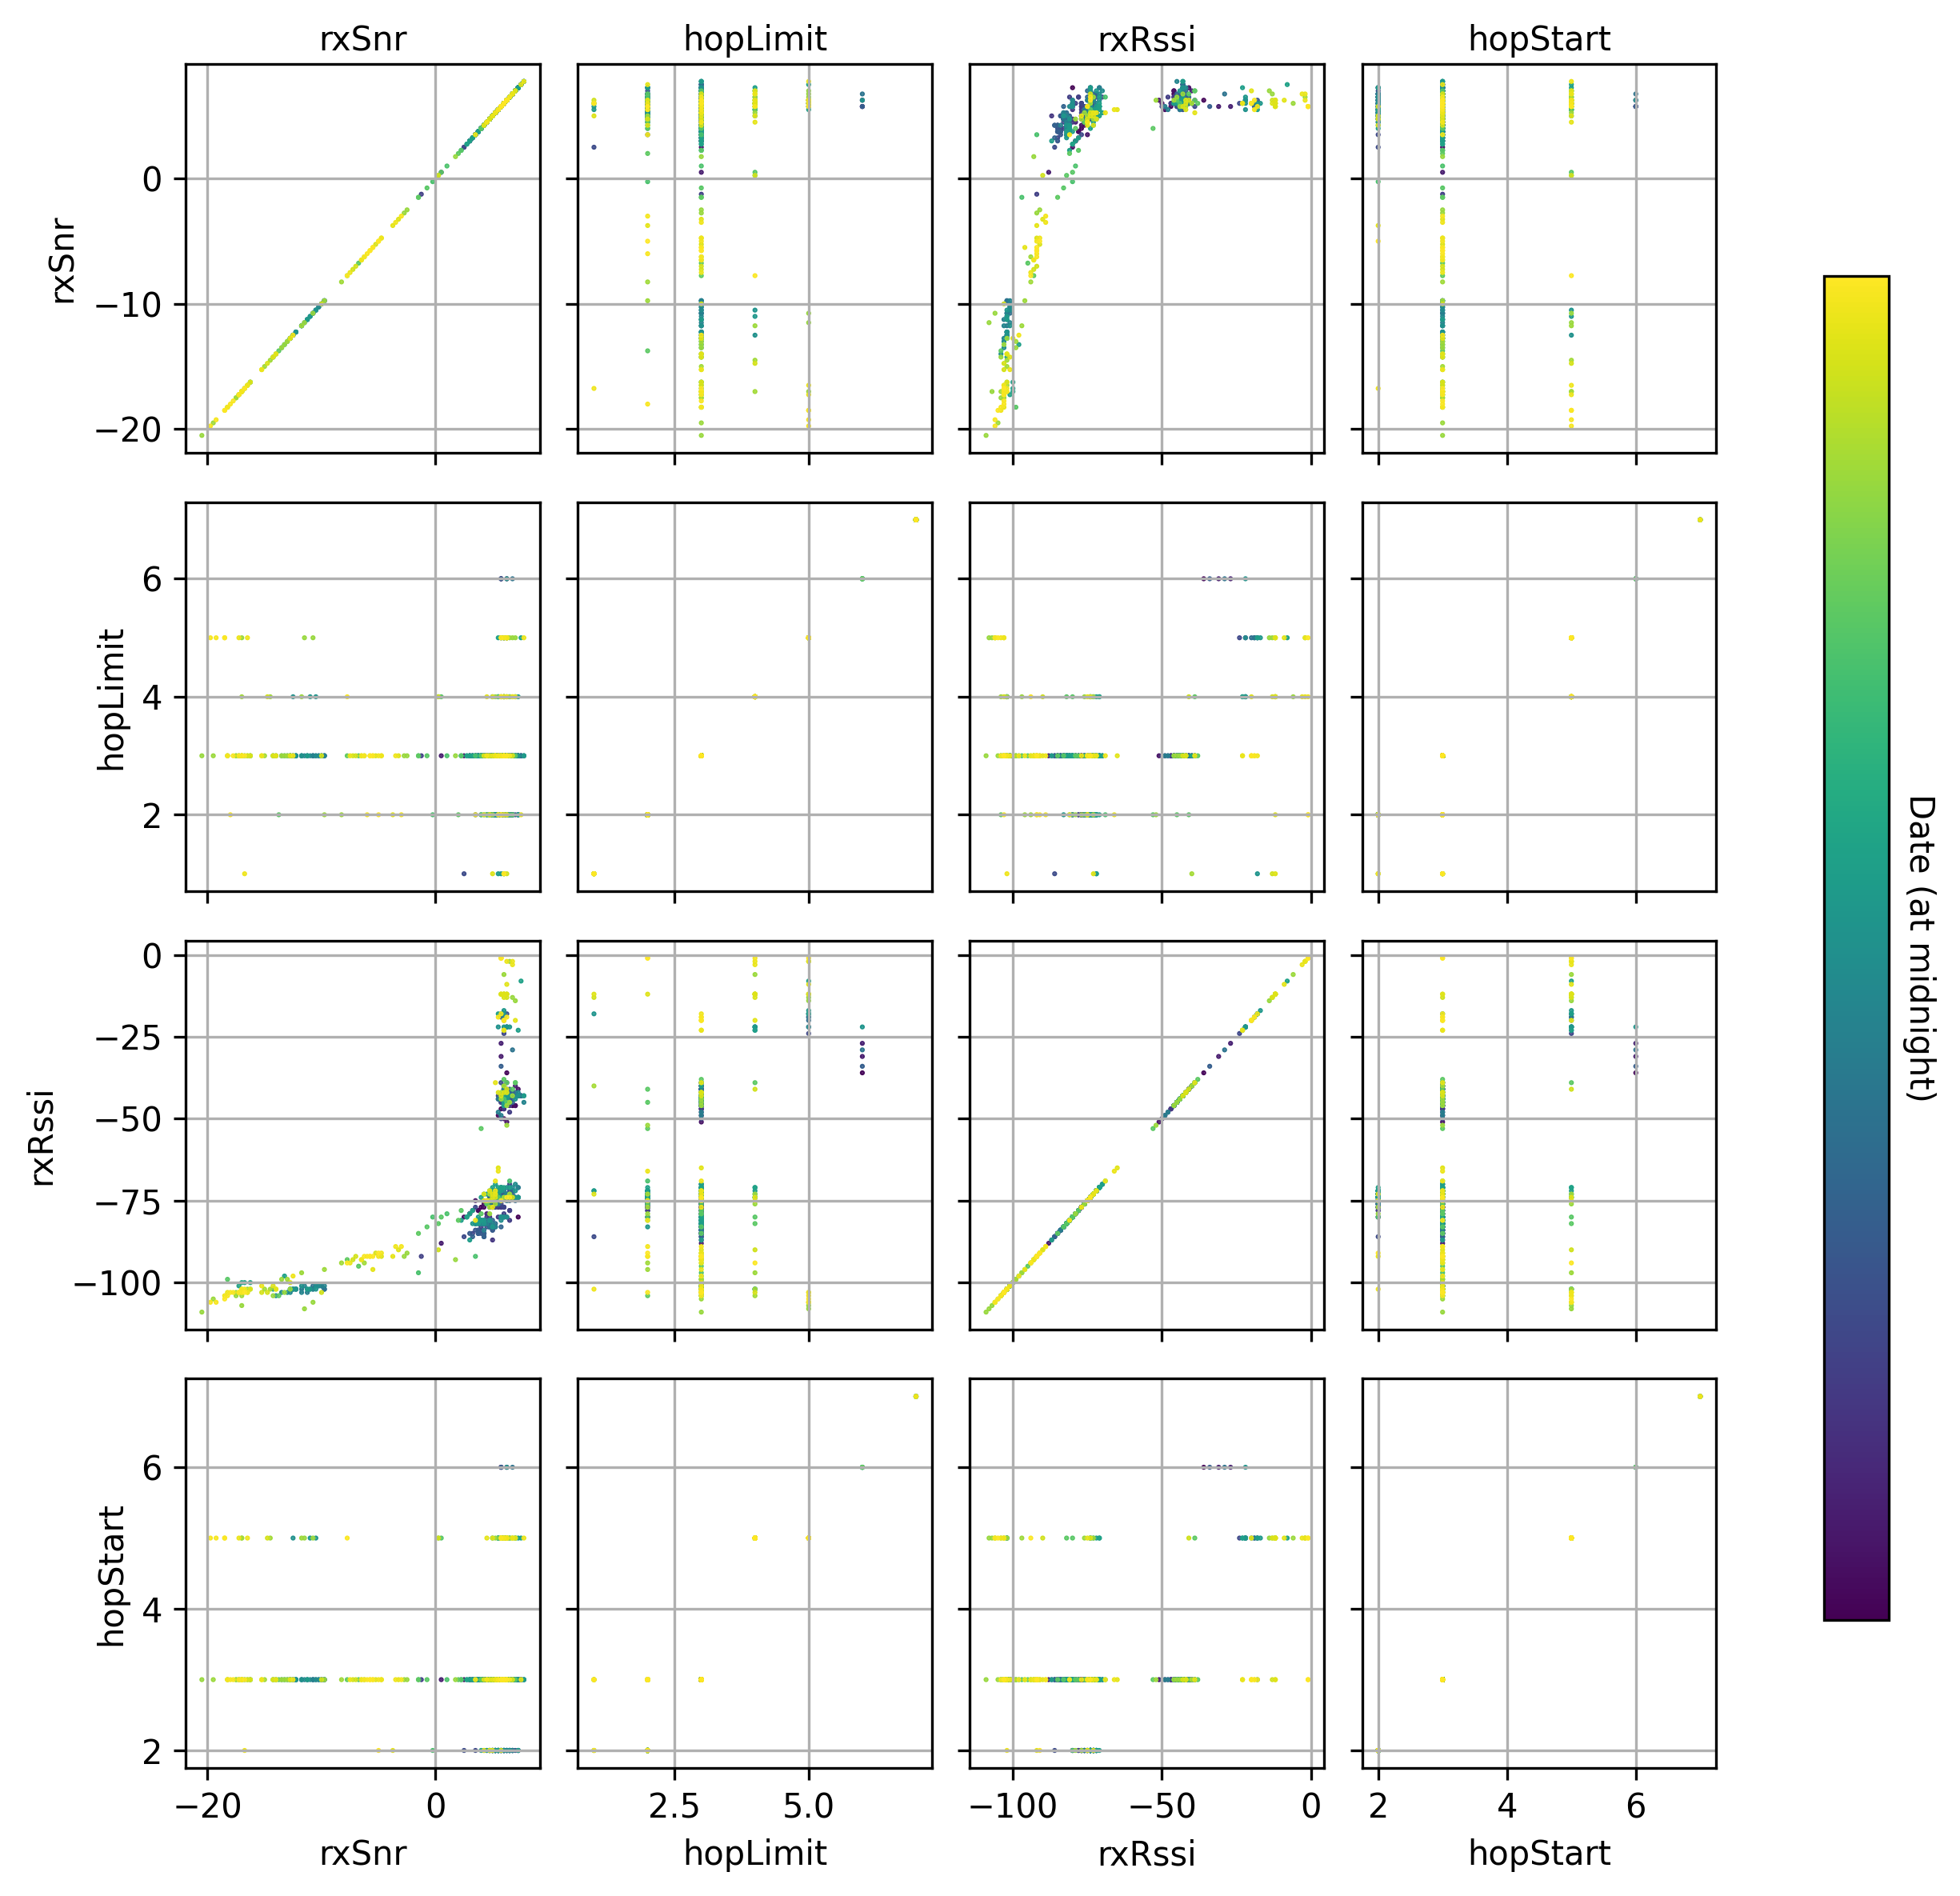 rxSnr hopLimit rxRssi hopStart
rxSnr
0
−10
−20
hopLimit
6
4
2
rxRssi
0
−25
−50
−75
−100
hopStart
6
4
2
−20 0 2.5 5.0 −100 −50 0 2 4 6
rxSnr hopLimit rxRssi hopStart
Date (at midnight)